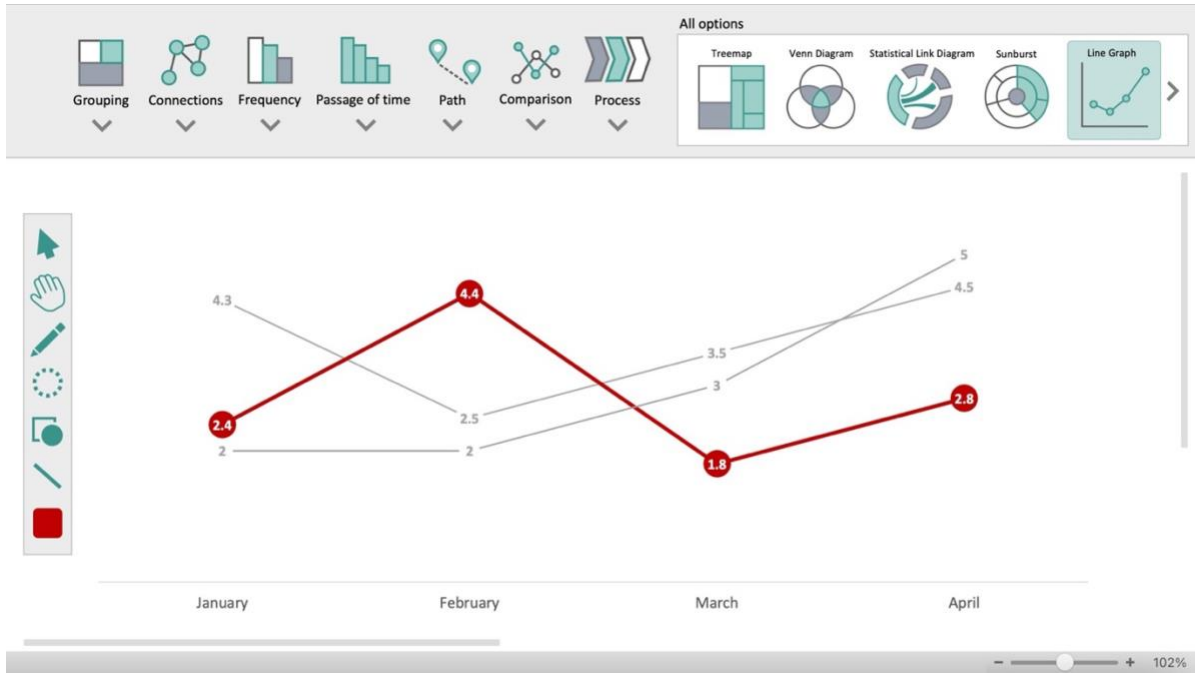 All options
Grouping Connections Frequency Passage of time Path Comparison Process
Treemap Venn Diagram Statistical Link Diagram Sunburst Line Graph
5
4.5
4.3 4.4
3.5
3
2.4 2.5 2.8
2 2 1.8
January February March April
102%